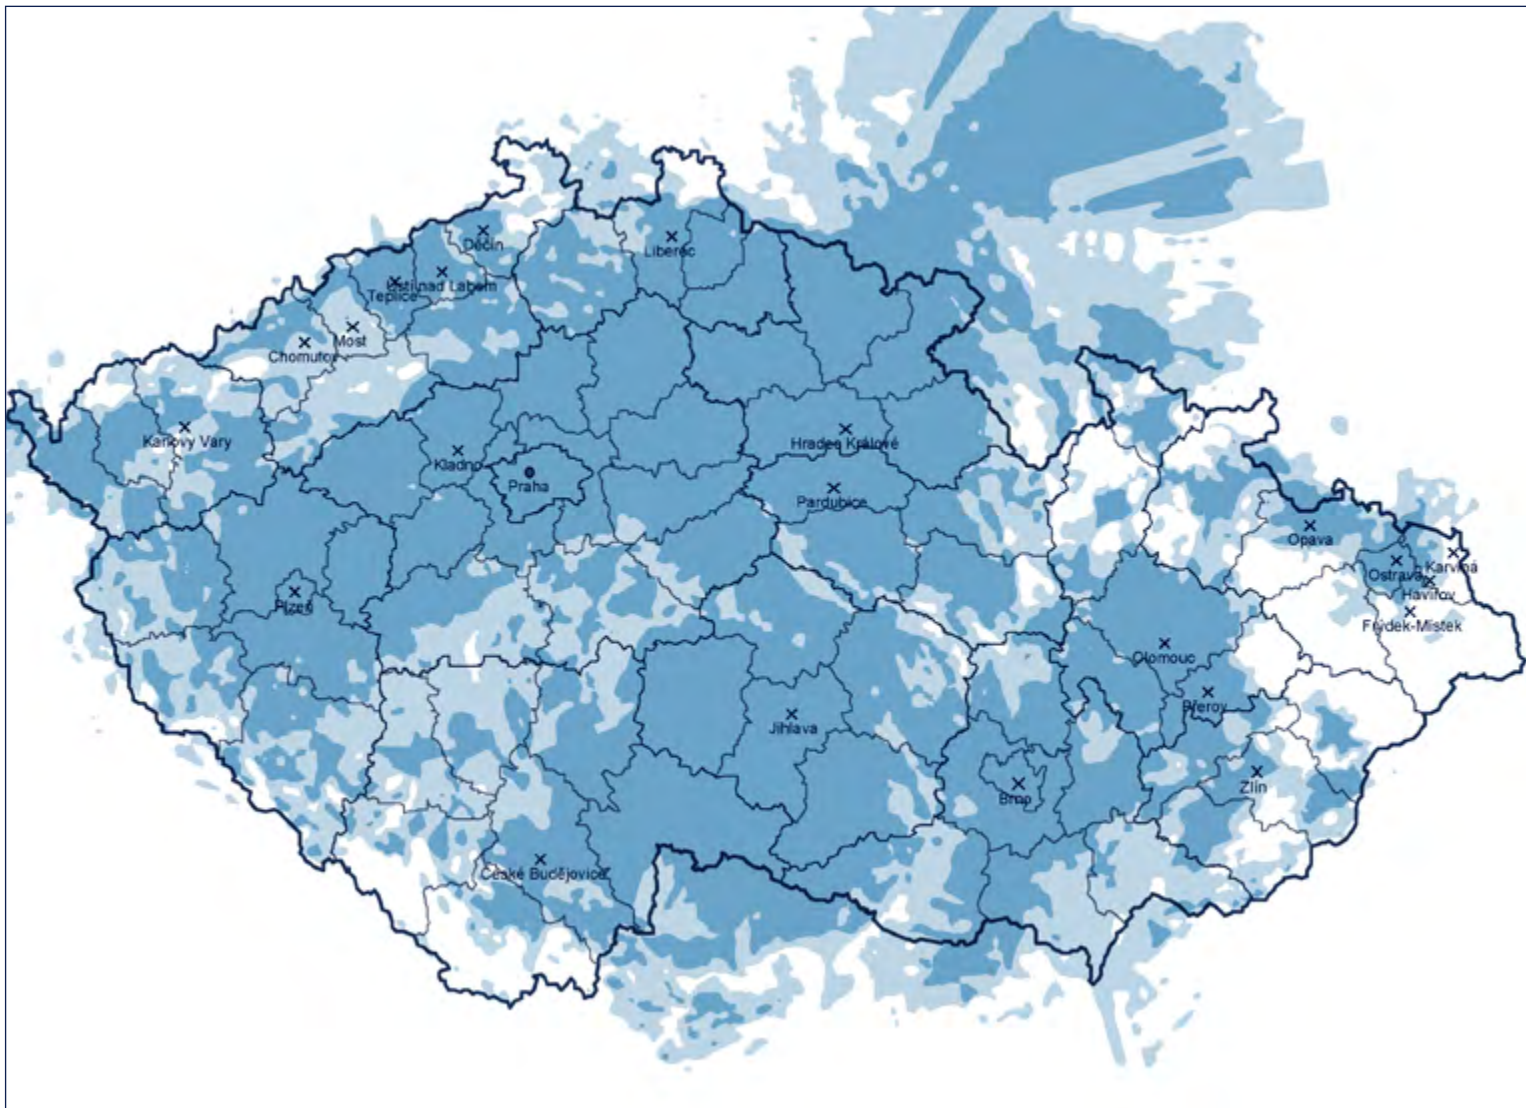 Děčín
Liberec
Ústí nad Labem
Teplice
Most
Chomutov
Karlovy Vary
Hradec Králové
Kladno
Praha
Pardubice
Opava
Ostrava
Karviná
Havířov
Plzeň
Frýdek-Místek
Olomouc
Přerov
Jihlava
Zlín
Brno
České Budějovice